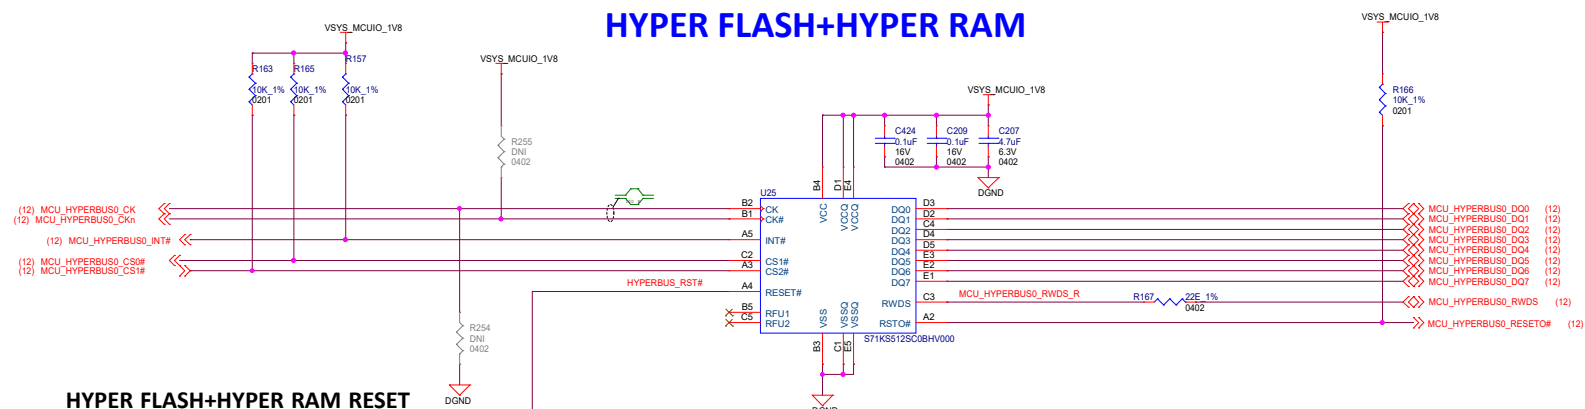 HYPER FLASH+HYPER RAM
VSYS_MCUIO_1V8
R163
10K_1%
0201
R165
10K_1%
0201
R157
10K_1%
0201
VSYS_MCUIO_1V8
R255
DNI
0402
VSYS_MCUIO_1V8
C424
0.1uF
16V
0402
C209
0.1uF
16V
0402
C207
4.7uF
6.3V
0402
DGND
VSYS_MCUIO_1V8
R166
10K_1%
0201
(12) MCU_HYPERBUS0_CK
(12) MCU_HYPERBUS0_CKn
(12) MCU_HYPERBUS0_INT#
(12) MCU_HYPERBUS0_CS0#
(12) MCU_HYPERBUS0_CS1#
HYPERBUS_RST#
R254
DNI
0402
DGND
U25
B2 CK
B1 CK#
A5 INT#
C2 CS1#
A3 CS2#
A4 RESET#
B5 RFU1
C5 RFU2
B4 VCC
D1 VCCQ
E4 VCCQ
B3 VSS
C1 VSSQ
E5 VSSQ
DQ0 D3
DQ1 D2
DQ2 C4
DQ3 D4
DQ4 D5
DQ5 E3
DQ6 E2
DQ7 E1
RWDS C3
RSTO# A2
S71KS512SC0BHV000
DGND
MCU_HYPERBUS0_RWDS_R
R167 22E_1%
0402
MCU_HYPERBUS0_DQ0 (12)
MCU_HYPERBUS0_DQ1 (12)
MCU_HYPERBUS0_DQ2 (12)
MCU_HYPERBUS0_DQ3 (12)
MCU_HYPERBUS0_DQ4 (12)
MCU_HYPERBUS0_DQ5 (12)
MCU_HYPERBUS0_DQ6 (12)
MCU_HYPERBUS0_DQ7 (12)
MCU_HYPERBUS0_RWDS (12)
MCU_HYPERBUS0_RESETO# (12)
HYPER FLASH+HYPER RAM RESET